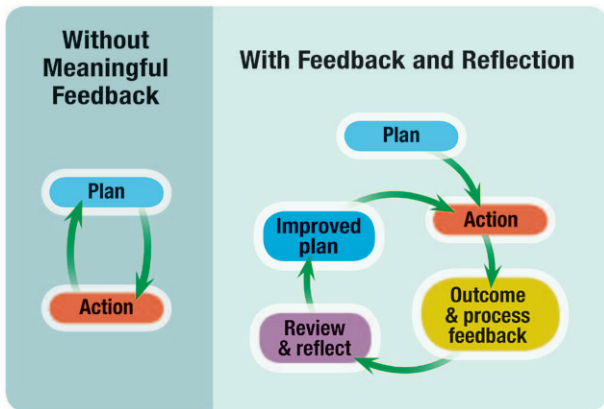 Without
Meaningful
Feedback
Plan
Action
With Feedback and Reflection
Plan
Action
Outcome
& process
feedback
Review
& reflect
Improved
plan